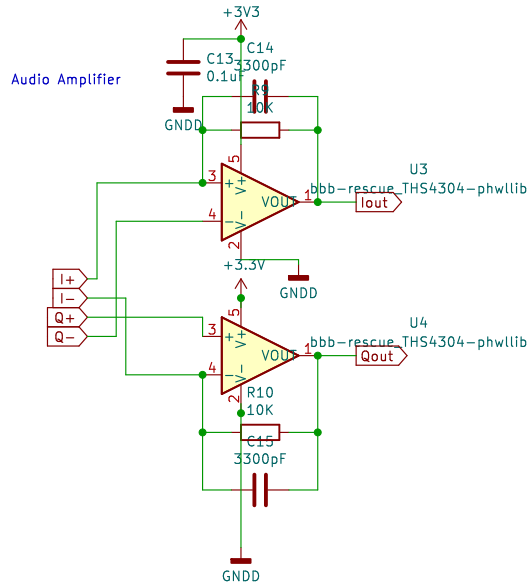 +3V3
C14
3300pF
C13
0.1uF
Audio Amplifier
R9
10K
GNDD
5
U3
bbb-rescue_THS4304-phwllib
3
+
V+
VOUT
1
Iout
4
-
V-
2
+3.3V
GNDD
I+
I-
Q+
Q-
5
U4
bbb-rescue_THS4304-phwllib
3
+
V+
VOUT
1
Qout
4
-
V-
2
R10
10K
C15
3300pF
GNDD